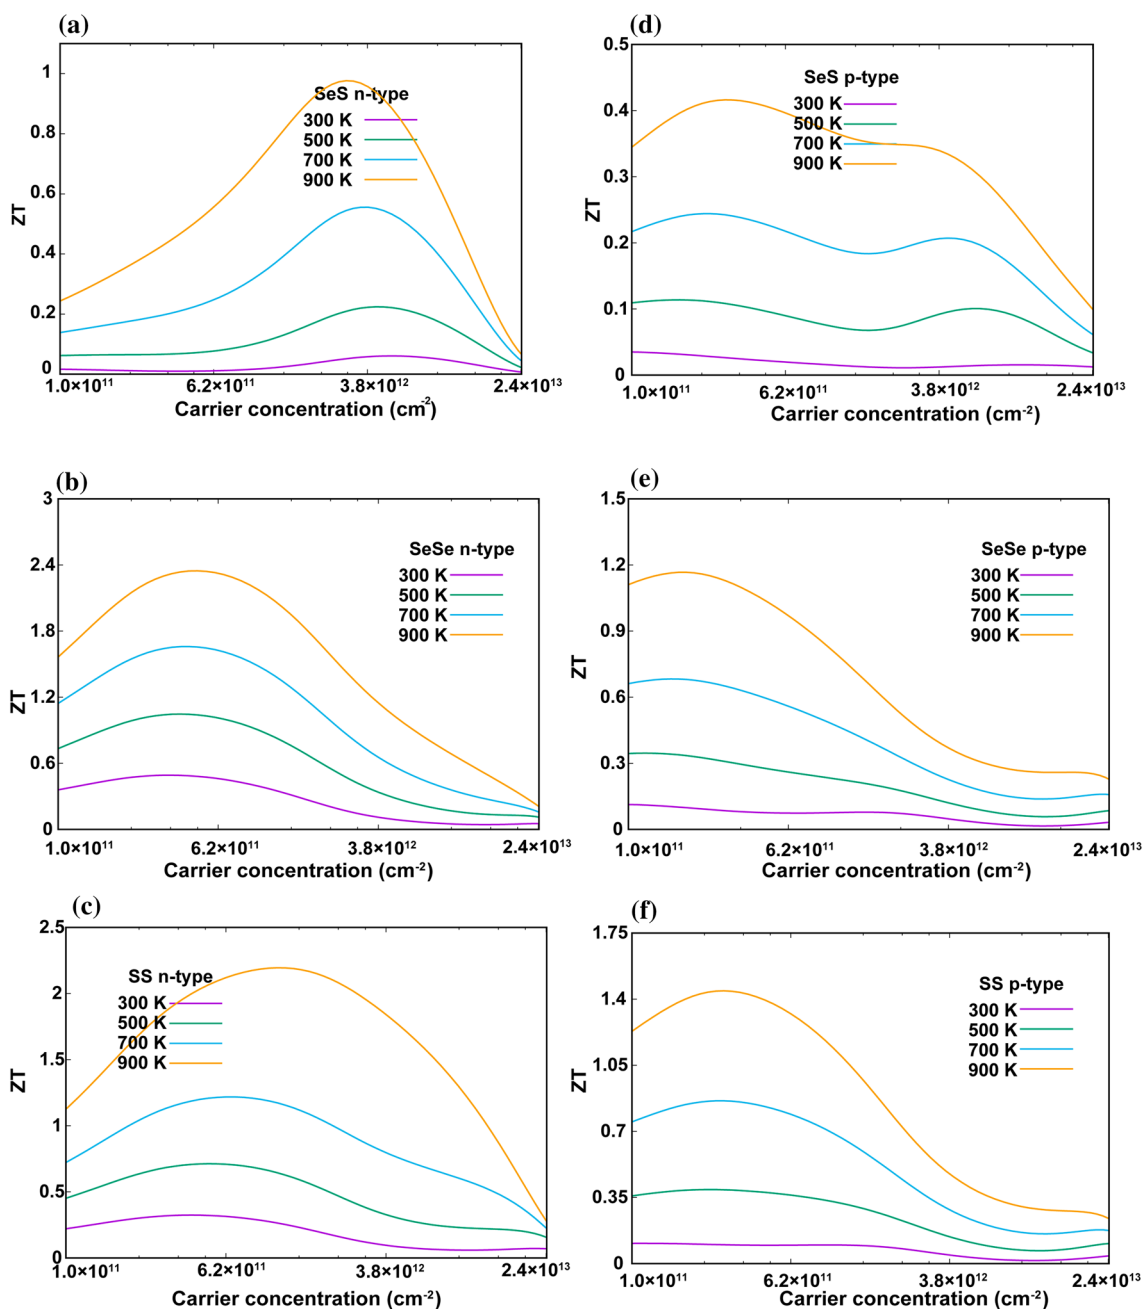 (a)
1
0.8
0.6
0.4
0.2
0
ZT
SeS n-type
300 K
500 K
700 K
900 K
1.0×10¹¹ 6.2×10¹¹ 3.8×10¹² 2.4×10¹³
Carrier concentration (cm⁻²)
(d)
0.5
0.4
0.3
0.2
0.1
0
ZT
SeS p-type
300 K
500 K
700 K
900 K
1.0×10¹¹ 6.2×10¹¹ 3.8×10¹² 2.4×10¹³
Carrier concentration (cm⁻²)
(b)
3
2.4
1.8
1.2
0.6
0
ZT
SeSe n-type
300 K
500 K
700 K
900 K
1.0×10¹¹ 6.2×10¹¹ 3.8×10¹² 2.4×10¹³
Carrier concentration (cm⁻²)
(e)
1.5
1.2
0.9
0.6
0.3
0
ZT
SeSe p-type
300 K
500 K
700 K
900 K
1.0×10¹¹ 6.2×10¹¹ 3.8×10¹² 2.4×10¹³
Carrier concentration (cm⁻²)
(c)
2.5
2
1.5
1
0.5
0
ZT
SS n-type
300 K
500 K
700 K
900 K
1.0×10¹¹ 6.2×10¹¹ 3.8×10¹² 2.4×10¹³
Carrier concentration (cm⁻²)
(f)
1.75
1.4
1.05
0.7
0.35
0
ZT
SS p-type
300 K
500 K
700 K
900 K
1.0×10¹¹ 6.2×10¹¹ 3.8×10¹² 2.4×10¹³
Carrier concentration (cm⁻²)